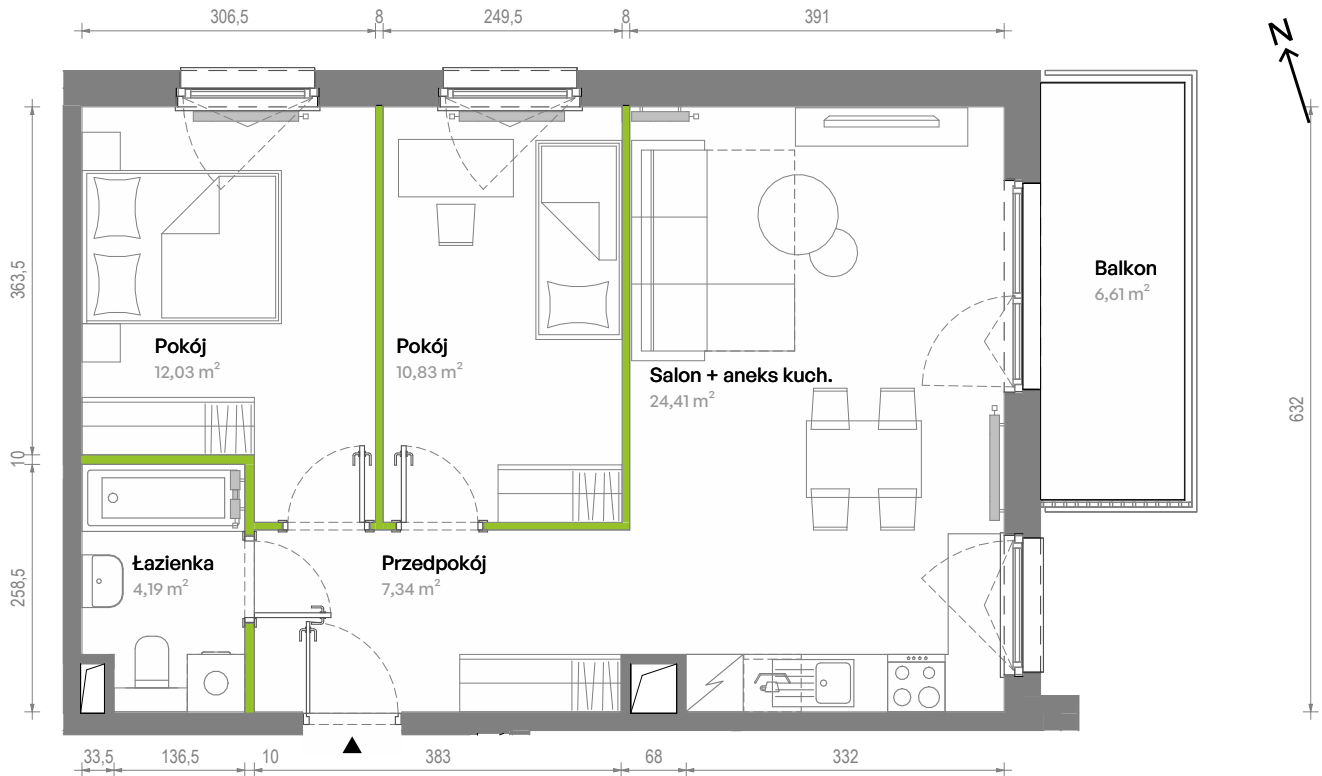 306,5
8
249,5
8
391
N
363,5
10
258,5
632
Balkon
6,61 m²
Pokój
12,03 m²
Pokój
10,83 m²
Salon + aneks kuch.
24,41 m²
Łazienka
4,19 m²
Przedpokój
7,34 m²
33,5
136,5
10
383
68
332